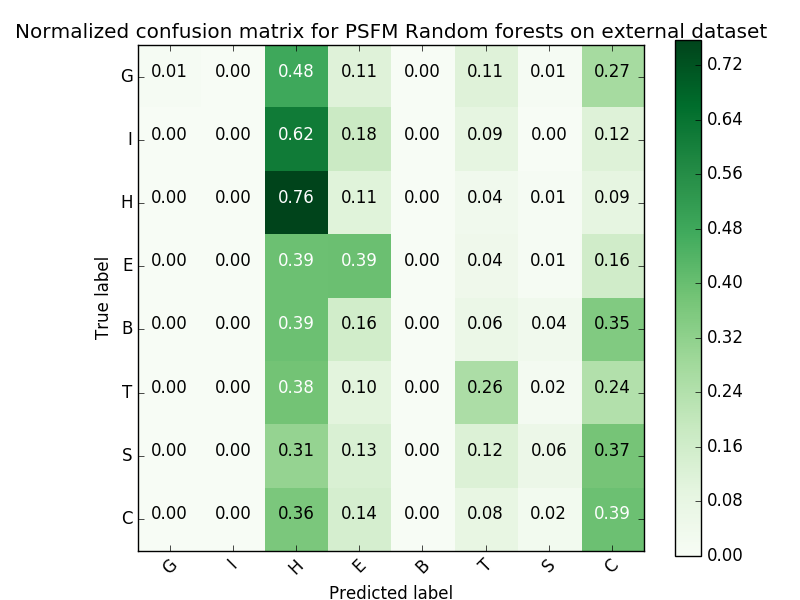 Normalized confusion matrix for PSFM Random forests on external dataset
G 0.01 0.00 0.48 0.11 0.00 0.11 0.01 0.27
I 0.00 0.00 0.62 0.18 0.00 0.09 0.00 0.12
H 0.00 0.00 0.76 0.11 0.00 0.04 0.01 0.09
E 0.00 0.00 0.39 0.39 0.00 0.04 0.01 0.16
B 0.00 0.00 0.39 0.16 0.00 0.06 0.04 0.35
T 0.00 0.00 0.38 0.10 0.00 0.26 0.02 0.24
S 0.00 0.00 0.31 0.13 0.00 0.12 0.06 0.37
C 0.00 0.00 0.36 0.14 0.00 0.08 0.02 0.39
G I H E B T S C
True label
Predicted label
0.72
0.64
0.56
0.48
0.40
0.32
0.24
0.16
0.08
0.00